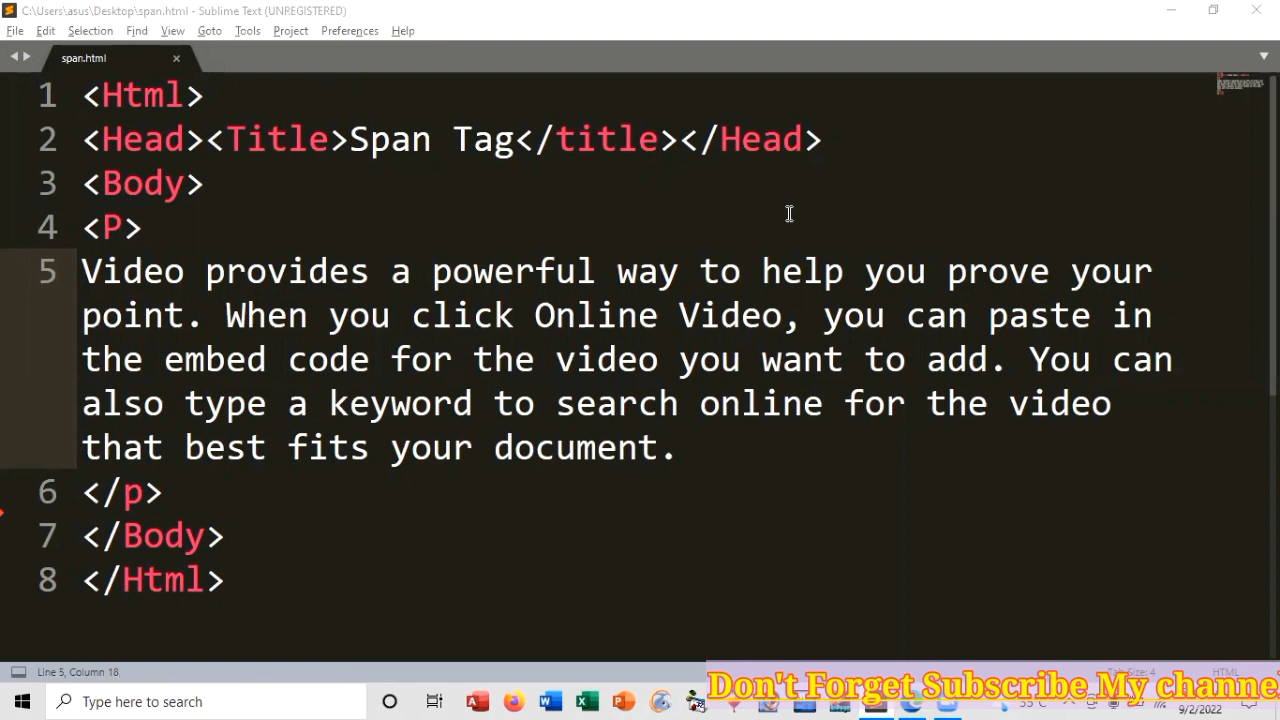 C:\Users\asus\Desktop\span.html - Sublime Text (UNREGISTERED)
File Edit Selection Find View Goto Tools Project Preferences Help
span.html
1 <Html>
2 <Head><Title>Span Tag</title></Head>
3 <Body>
4 <P>
5 Video provides a powerful way to help you prove your
point. When you click Online Video, you can paste in
the embed code for the video you want to add. You can
also type a keyword to search online for the video
that best fits your document.
6 </p>
7 </Body>
8 </Html>
Line 5, Column 18
Tab Size: 4 HTML
Don't Forget Subscribe My channe
Type here to search
33°C
9/2/2022